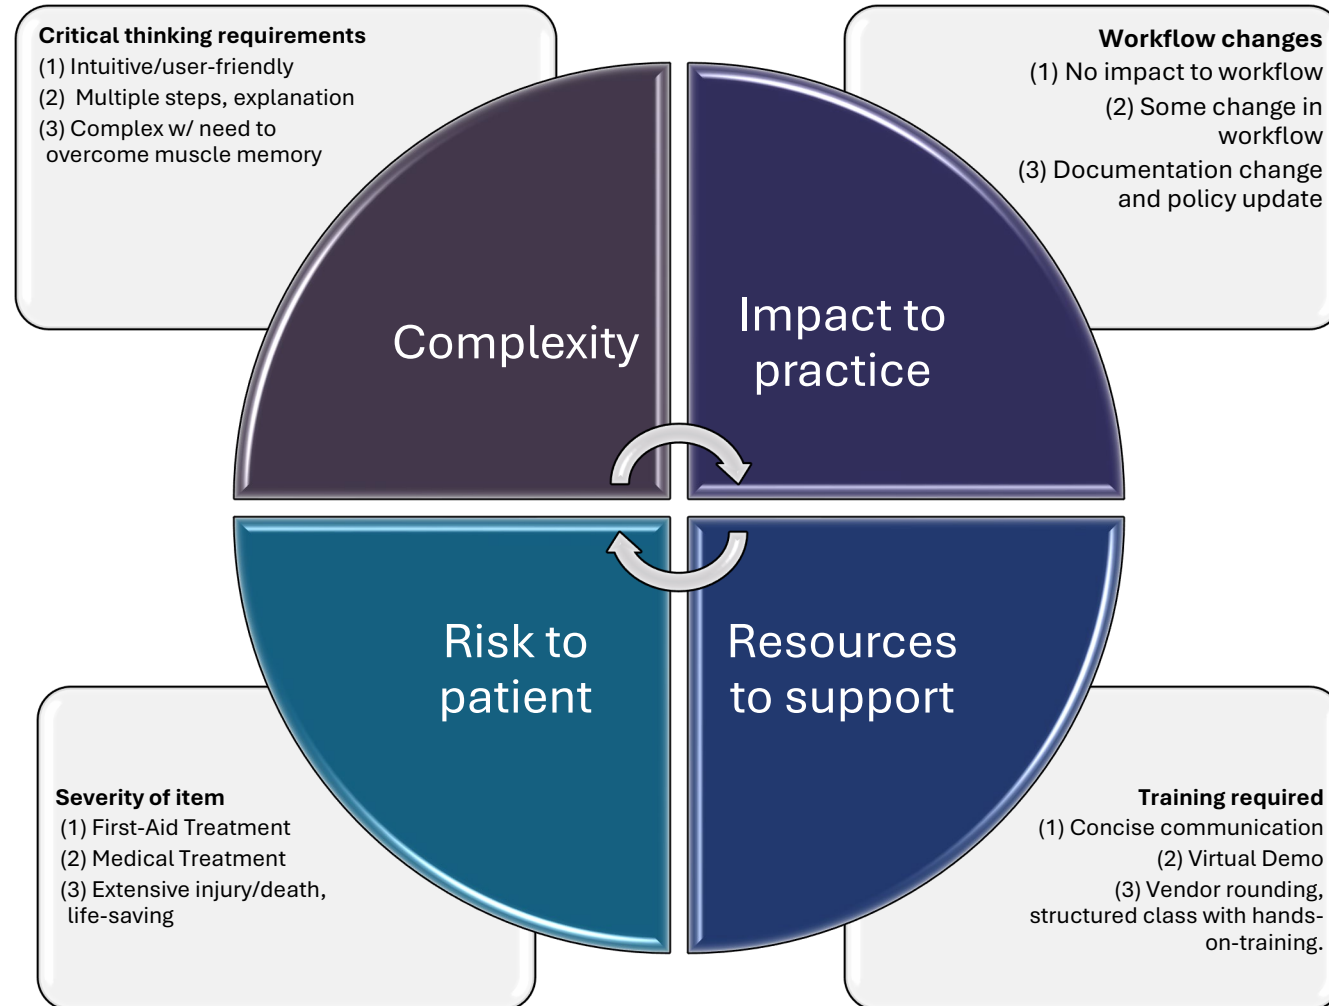 Critical thinking requirements
(1) Intuitive/user-friendly
(2) Multiple steps, explanation
(3) Complex w/ need to
overcome muscle memory
Workflow changes
(1) No impact to workflow
(2) Some change in
workflow
(3) Documentation change
and policy update
Complexity
Impact to
practice
Risk to
patient
Resources
to support
Severity of item
(1) First-Aid Treatment
(2) Medical Treatment
(3) Extensive injury/death,
life-saving
Training required
(1) Concise communication
(2) Virtual Demo
(3) Vendor rounding,
structured class with hands-
on-training.